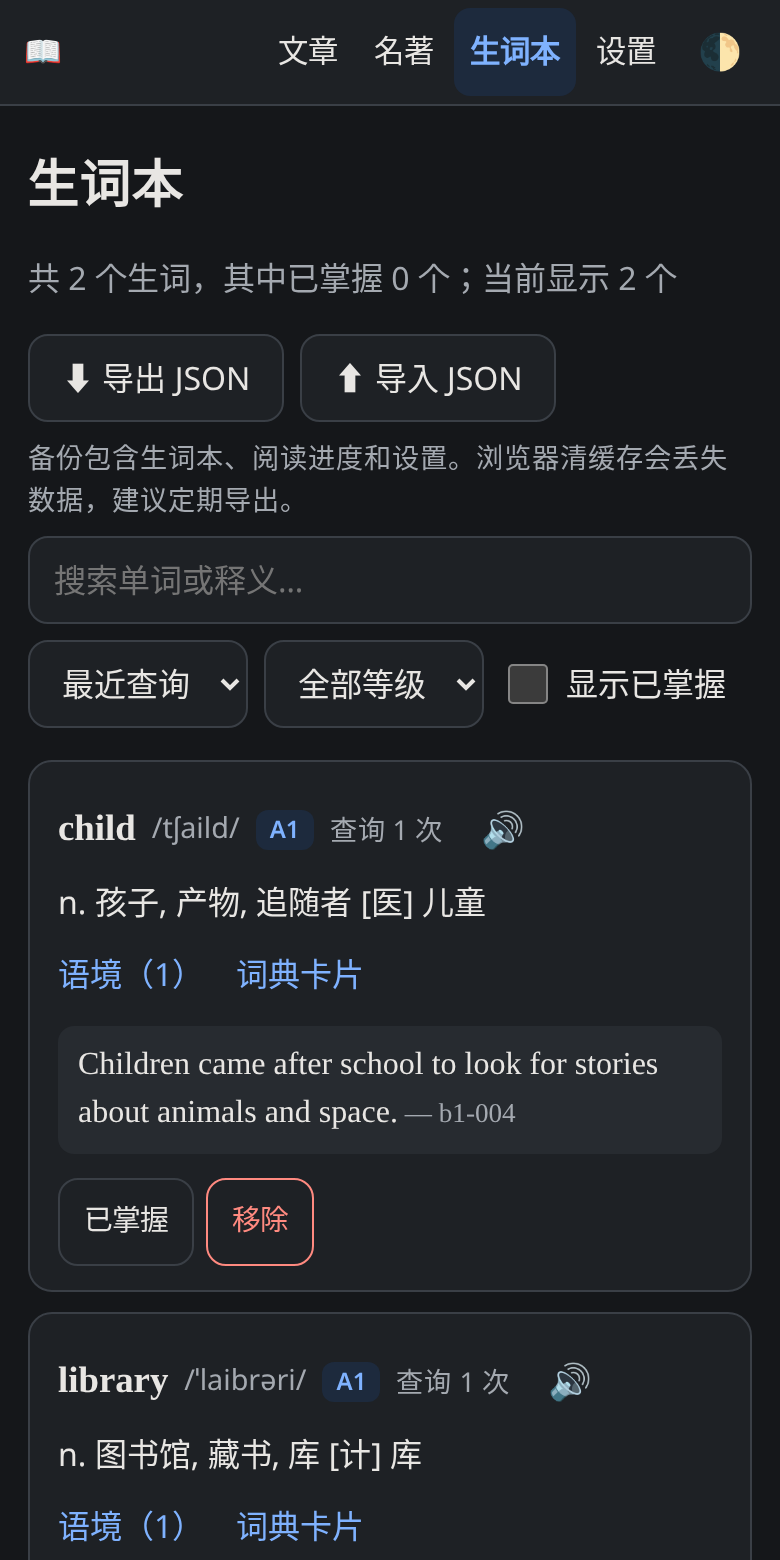 文章 名著 生词本 设置
生词本
共 2 个生词，其中已掌握 0 个；当前显示 2 个
⬇ 导出 JSON ⬆ 导入 JSON
备份包含生词本、阅读进度和设置。浏览器清缓存会丢失
数据，建议定期导出。
搜索单词或释义...
最近查询 全部等级 显示已掌握
child /tʃaild/ A1 查询 1 次
n. 孩子, 产物, 追随者 [医] 儿童
语境（1） 词典卡片
Children came after school to look for stories
about animals and space. — b1-004
已掌握 移除
library /'laibrəri/ A1 查询 1 次
n. 图书馆, 藏书, 库 [计] 库
语境（1） 词典卡片